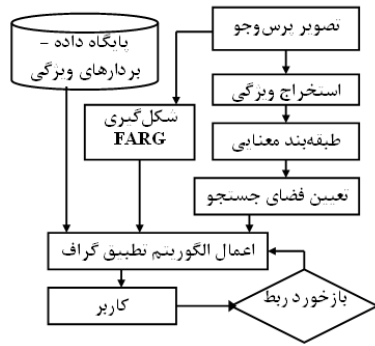 تصویر پرس‌وجو
پایگاه داده –
بردارهای ویژگی
استخراج ویژگی
شکل‌گیری
FARG
طبقه‌بند معنایی
تعیین فضای جستجو
اعمال الگوریتم تطبیق گراف
بازخورد ربط
کاربر